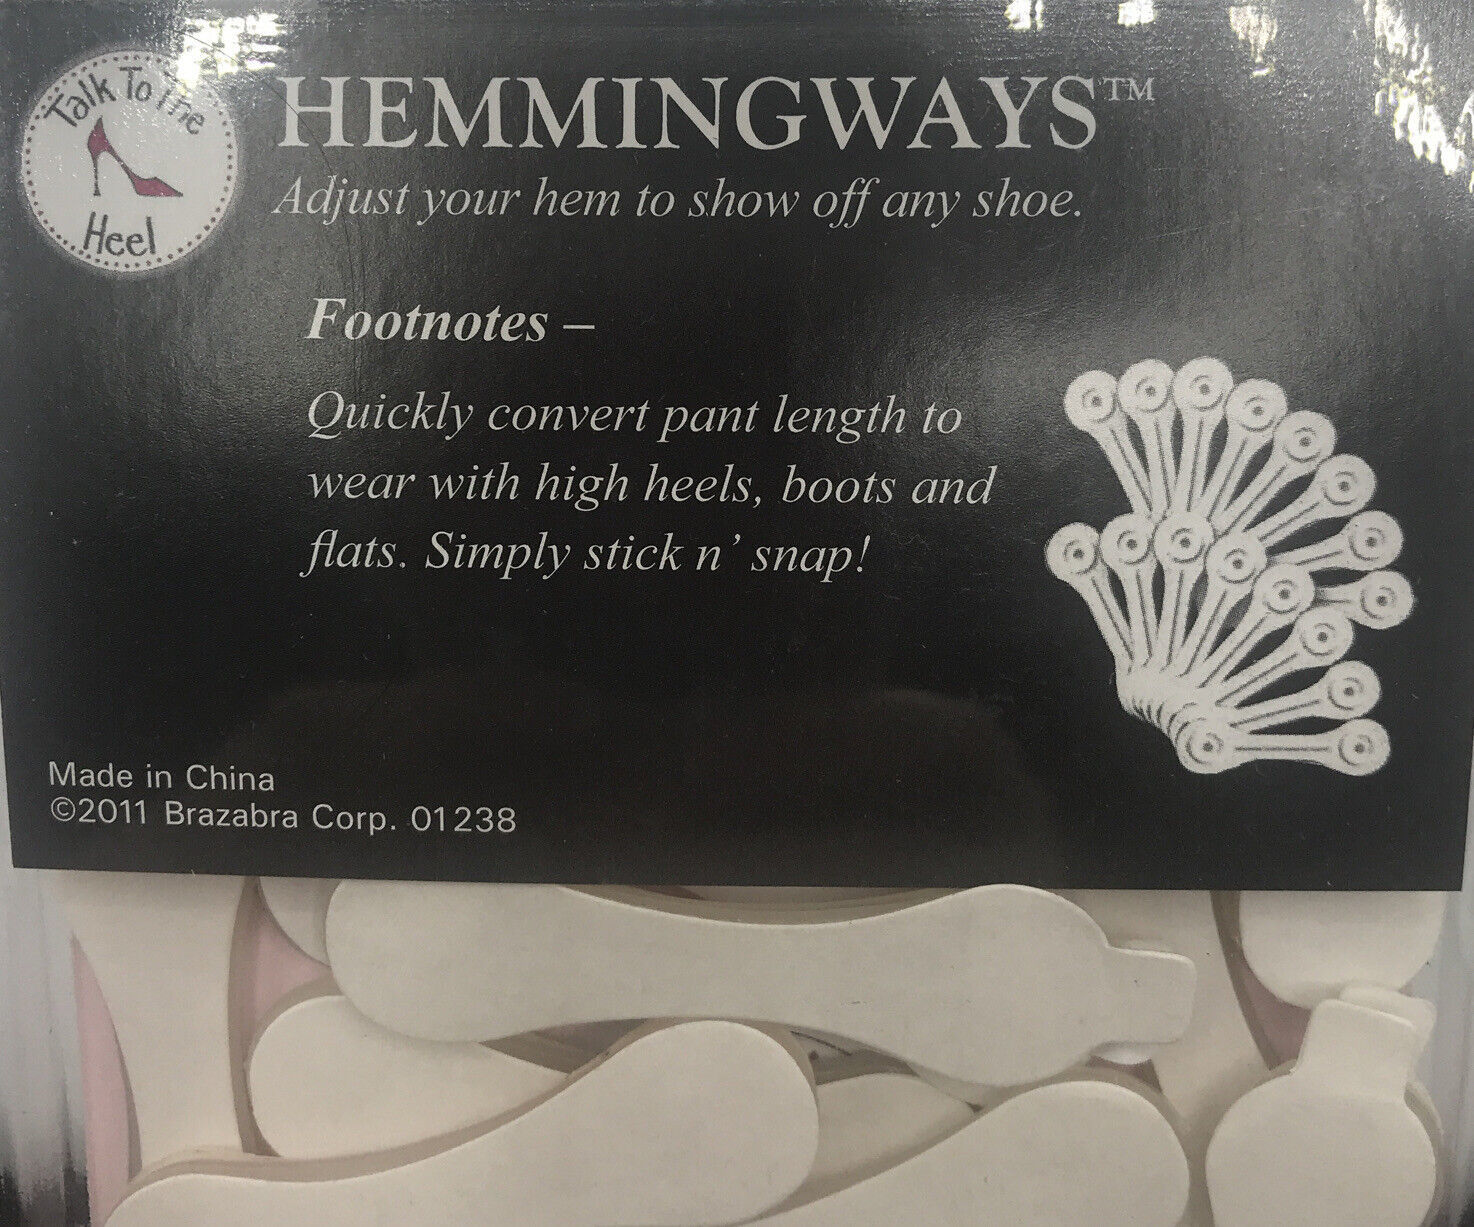 Talk To The
Heel
HEMMINGWAYS™
Adjust your hem to show off any shoe.
Footnotes –
Quickly convert pant length to
wear with high heels, boots and
flats. Simply stick n’ snap!
Made in China
©2011 Brazabra Corp. 01238